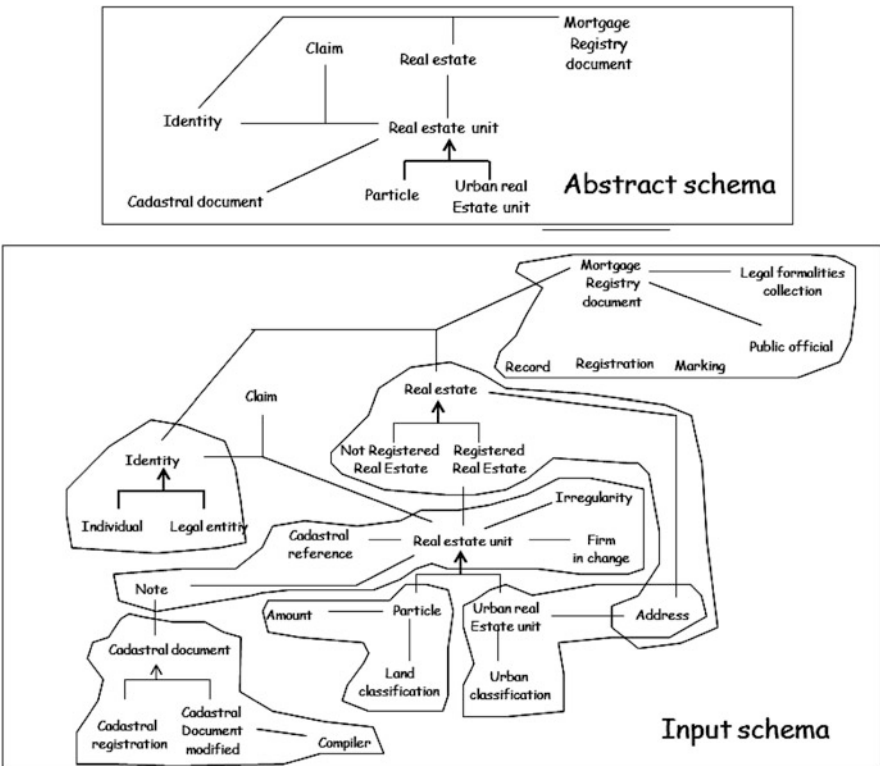 Mortgage
Registry
document
Claim
Real estate
Identity
Real estate unit
Cadastral document
Particle
Urban real
Estate unit
Abstract schema
Mortgage
Registry
document
Legal formalities
collection
Public official
Record
Registration
Marking
Real estate
Claim
Not Registered
Real Estate
Registered
Real Estate
Identity
Individual
Legal entitiy
Irregularity
Cadastral
reference
Real estate unit
Firm
in change
Note
Amount
Particle
Urban real
Estate unit
Address
Cadastral document
Land
classification
Urban
classification
Cadastral
registration
Cadastral
Document
modified
Compiler
Input schema